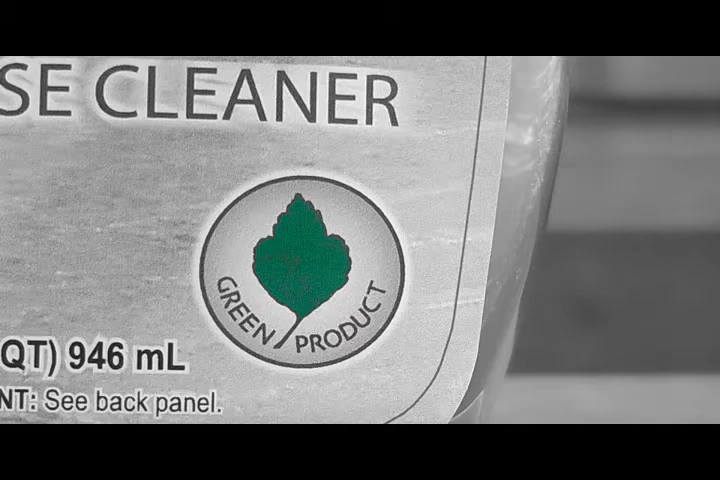 SE CLEANER
GREEN PRODUCT
QT) 946 mL
NT: See back panel.